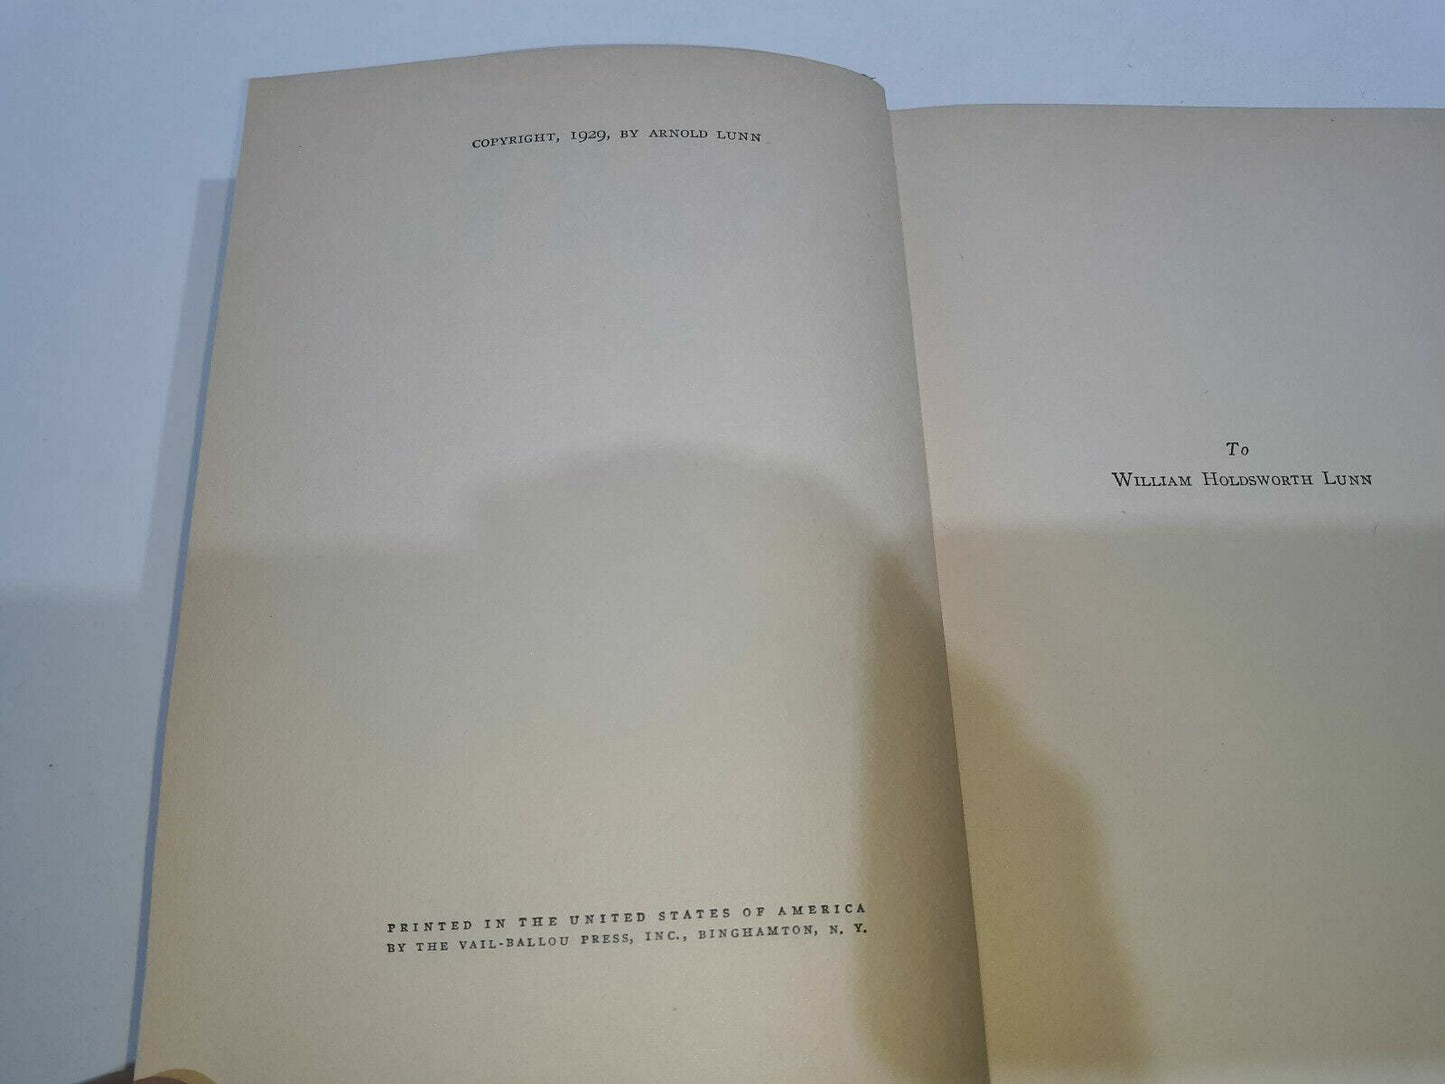 COPYRIGHT, 1929, BY ARNOLD LUNN
PRINTED IN THE UNITED STATES OF AMERICA
BY THE VAIL-BALLOU PRESS, INC., BINGHAMTON, N. Y.
To
WILLIAM HOLDSWORTH LUNN